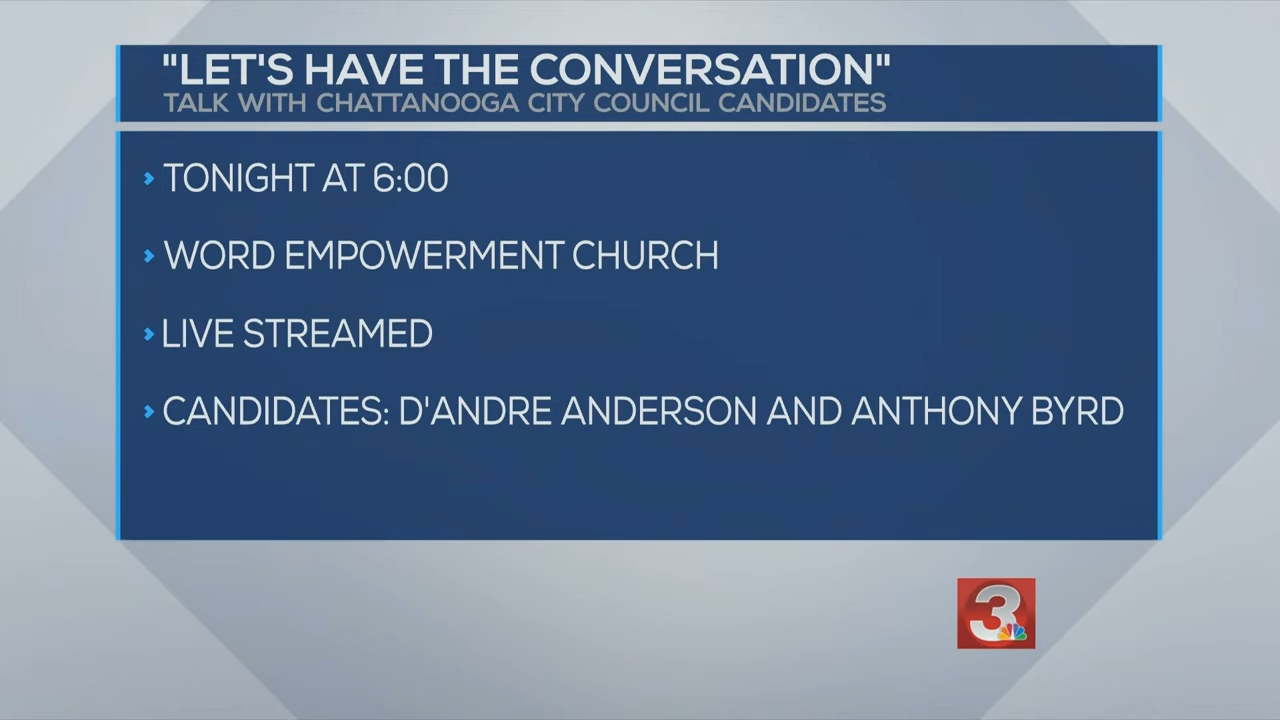 "LET'S HAVE THE CONVERSATION"
TALK WITH CHATTANOOGA CITY COUNCIL CANDIDATES
TONIGHT AT 6:00
WORD EMPOWERMENT CHURCH
LIVE STREAMED
CANDIDATES: D'ANDRE ANDERSON AND ANTHONY BYRD
3